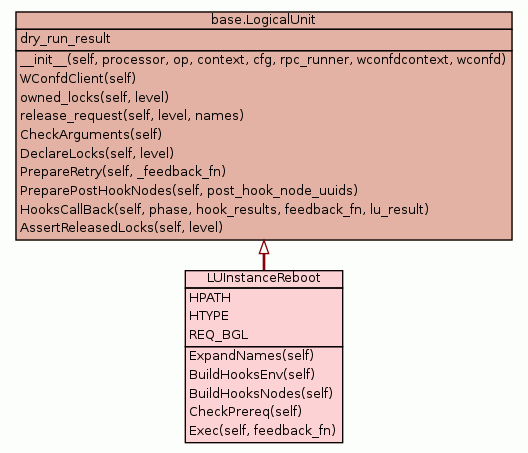 base.LogicalUnit
dry_run_result
__init__(self, processor, op, context, cfg, rpc_runner, wconfdcontext, wconfd)
WConfdClient(self)
owned_locks(self, level)
release_request(self, level, names)
CheckArguments(self)
DeclareLocks(self, level)
PrepareRetry(self, _feedback_fn)
PreparePostHookNodes(self, post_hook_node_uuids)
HooksCallBack(self, phase, hook_results, feedback_fn, lu_result)
AssertReleasedLocks(self, level)
LUInstanceReboot
HPATH
HTYPE
REQ_BGL
ExpandNames(self)
BuildHooksEnv(self)
BuildHooksNodes(self)
CheckPrereq(self)
Exec(self, feedback_fn)